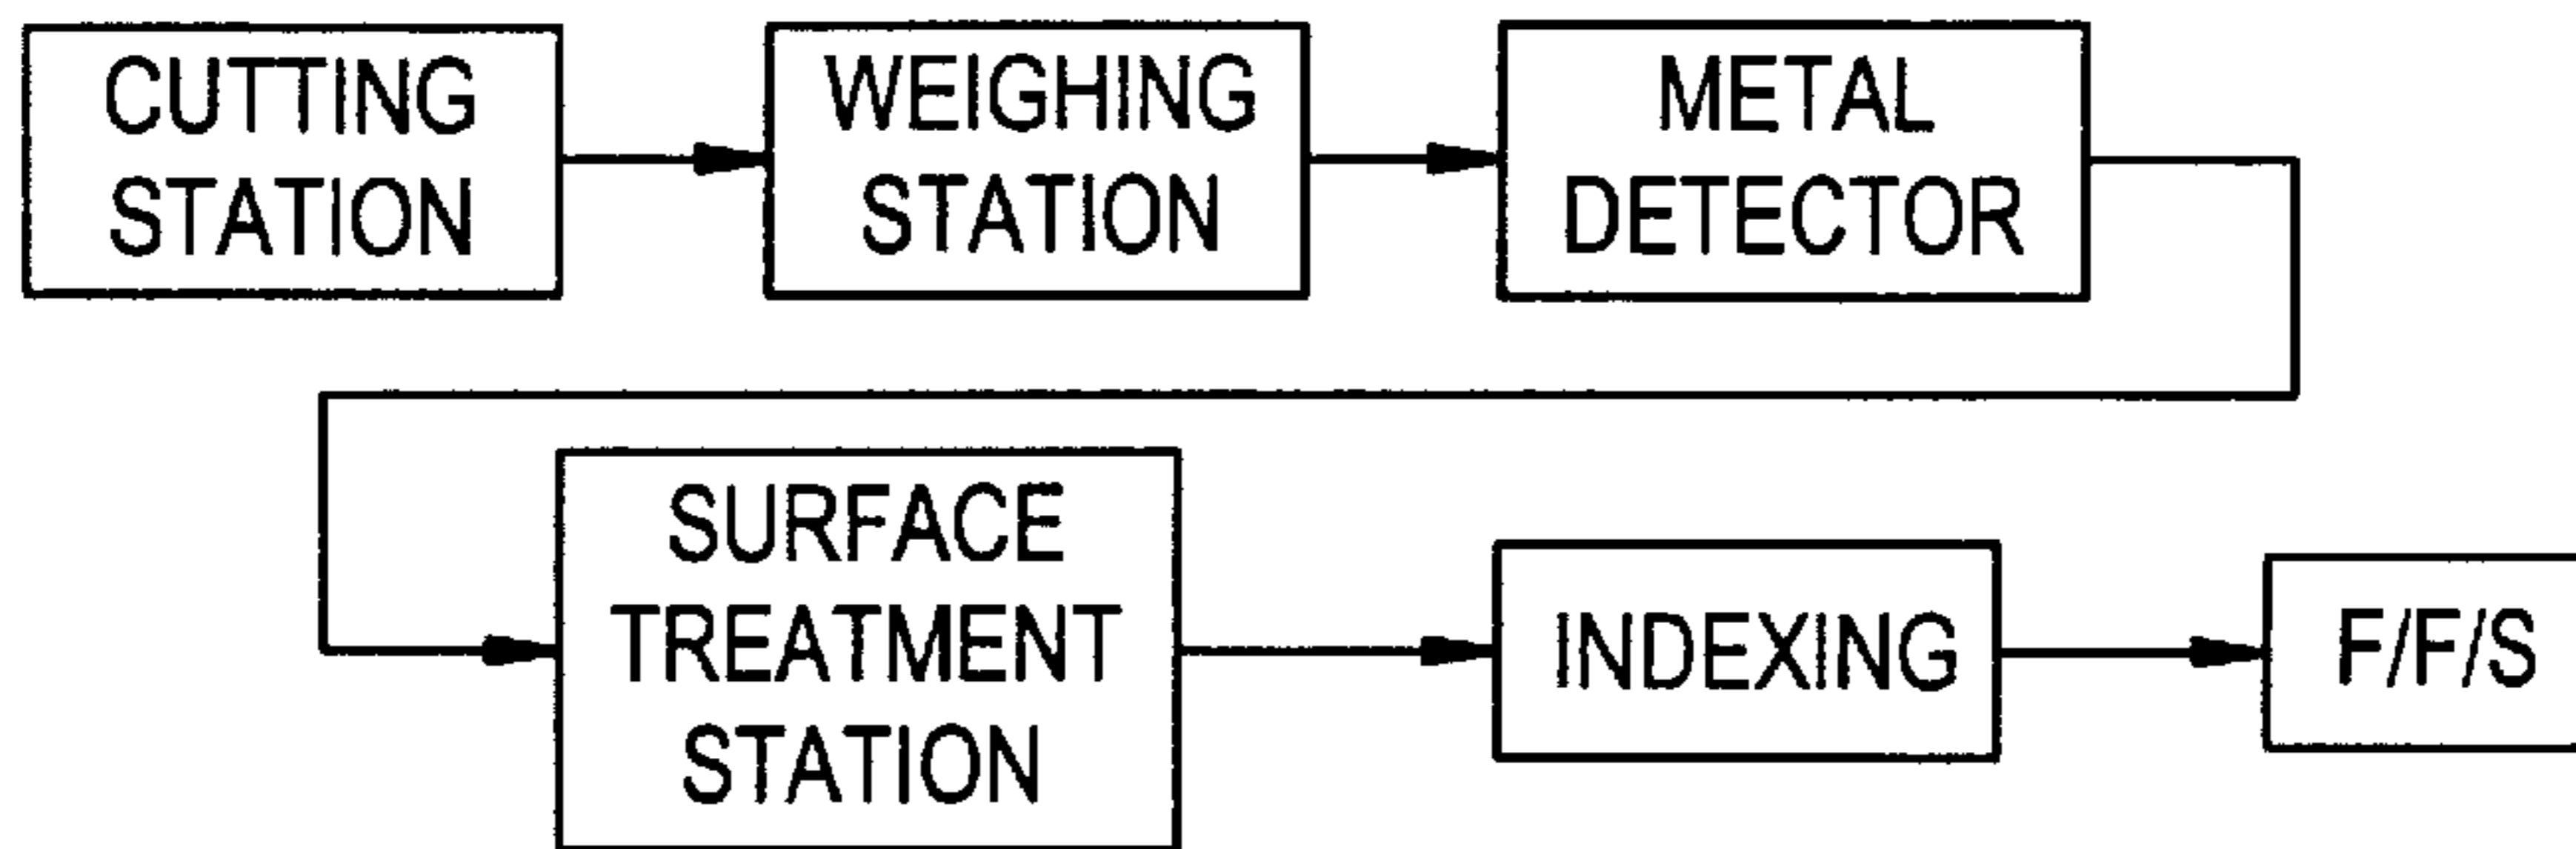 CUTTING
STATION
WEIGHING
STATION
METAL
DETECTOR
SURFACE
TREATMENT
STATION
INDEXING
F/F/S